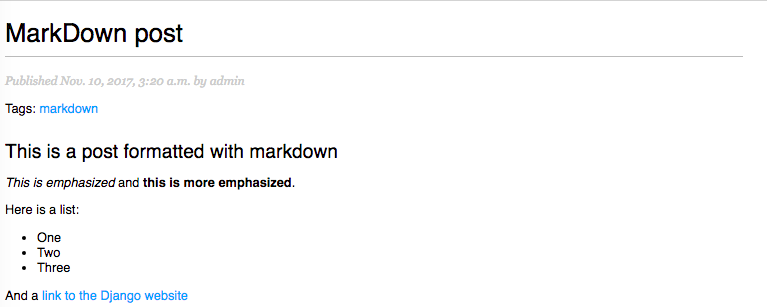 MarkDown post
Published Nov. 10, 2017, 3:20 a.m. by admin
Tags: markdown
This is a post formatted with markdown
This is emphasized and this is more emphasized.
Here is a list:
• One
• Two
• Three
And a link to the Django website